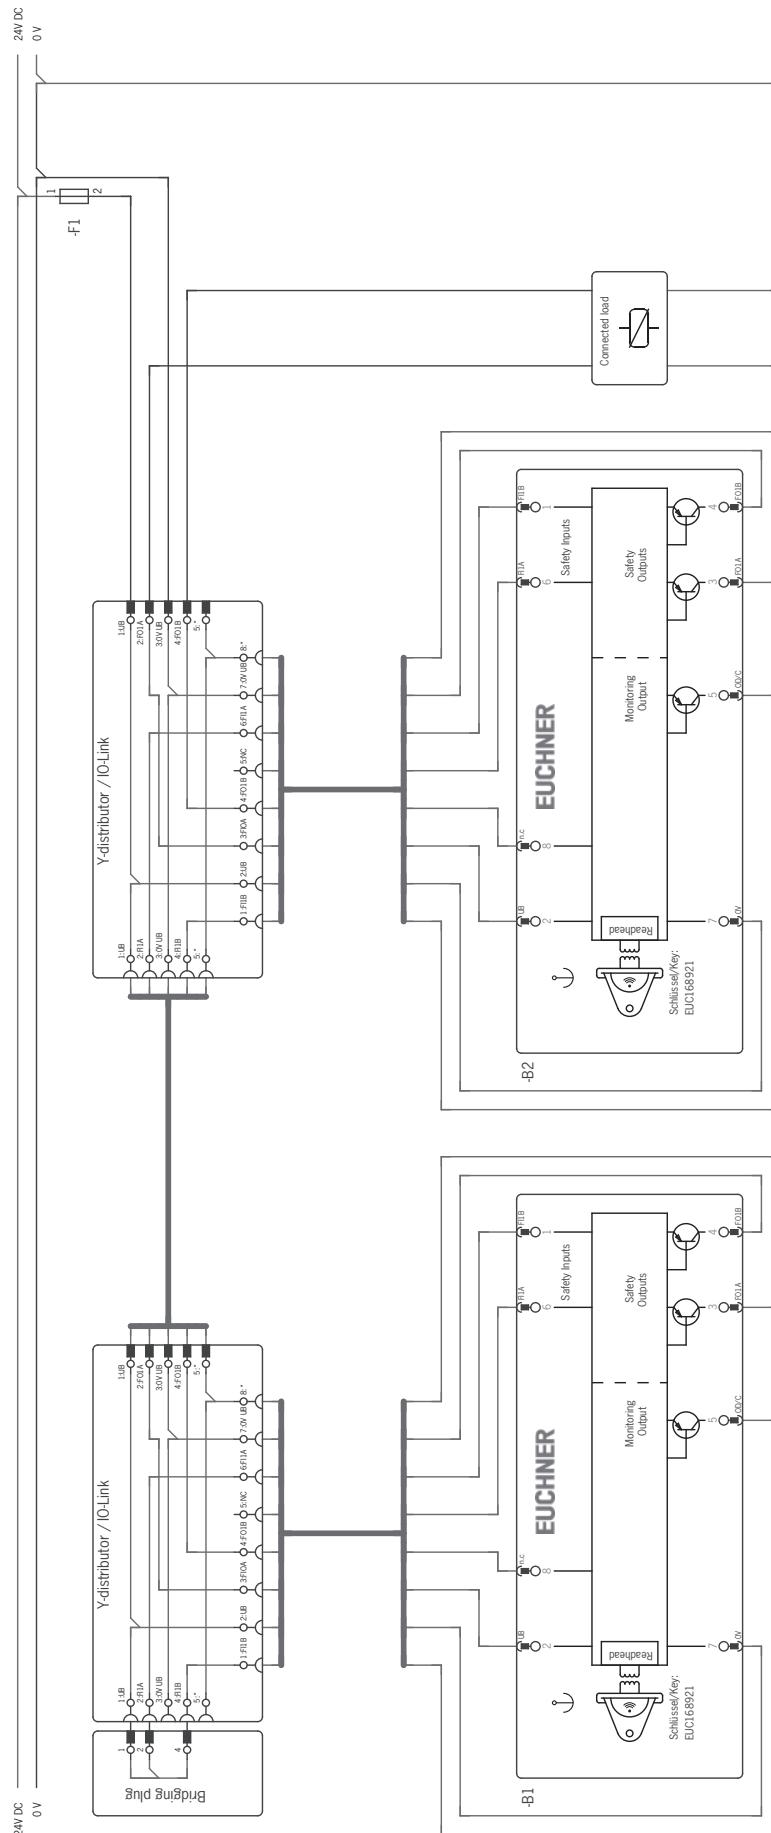 24V DC
0 V
1
2
-F1
Connected load
Y-distributor / IO-Link
1:UB
2:FO1A
3:0V UB
4:FO1B
5:*
8:*
7:0V UB
6:FI1A
5:NC
4:FO1B
3:FIOA
2:UB
1:FI1B
1:UB
2:FI1A
3:0V UB
4:FI1B
5:*
-B2
FI1B
1
FI1A
6
Safety Inputs
Safety
Outputs
4
FO1B
3
FO1A
Monitoring
Output
5
OD/C
EUCHNER
n.c
8
UB
2
Readhead
7
0V
Schlüssel/Key:
EUC168921
Y-distributor / IO-Link
1:UB
2:FO1A
3:0V UB
4:FO1B
5:*
8:*
7:0V UB
6:FI1A
5:NC
4:FO1B
3:FIOA
2:UB
1:FI1B
1:UB
2:FI1A
3:0V UB
4:FI1B
5:*
Bridging plug
1
2
4
-B1
FI1B
1
FI1A
6
Safety Inputs
Safety
Outputs
4
FO1B
3
FO1A
Monitoring
Output
5
OD/C
EUCHNER
n.c
8
UB
2
Readhead
7
0V
Schlüssel/Key:
EUC168921
24V DC
0 V